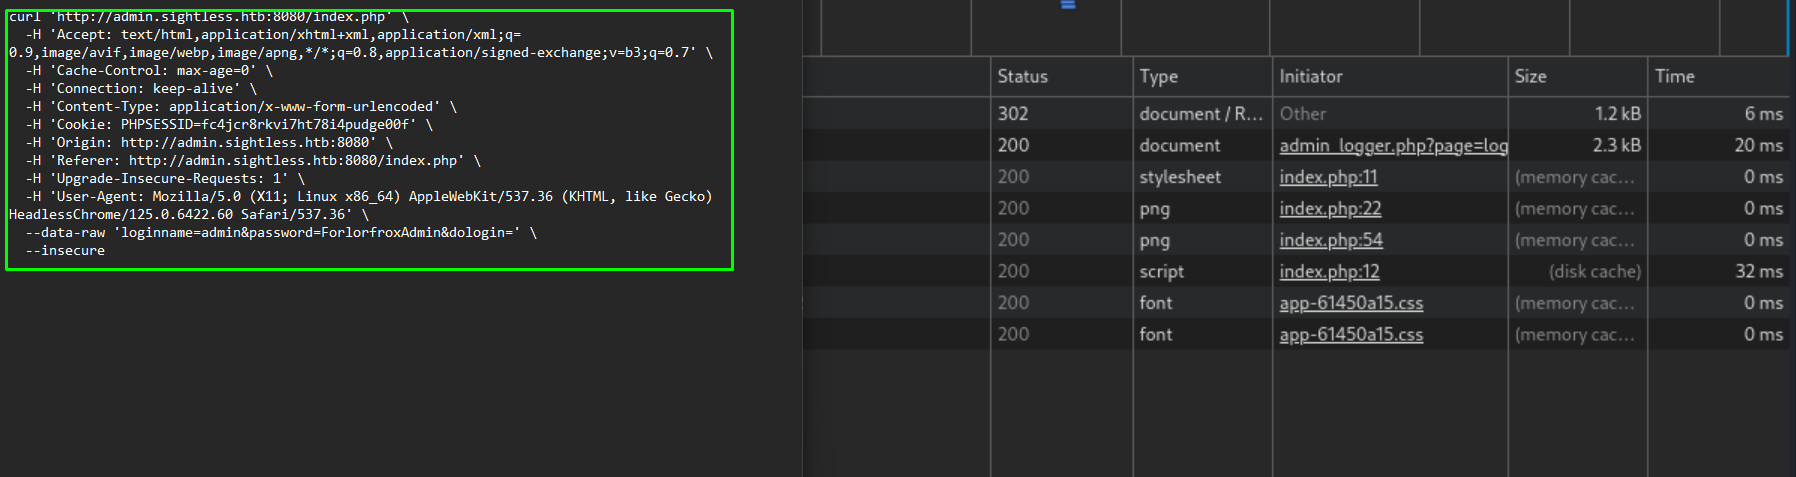 curl 'http://admin.sightless.htb:8080/index.php' \
-H 'Accept: text/html,application/xhtml+xml,application/xml;q=
0.9,image/avif,image/webp,image/apng,*/*;q=0.8,application/signed-exchange;v=b3;q=0.7' \
-H 'Cache-Control: max-age=0' \
-H 'Connection: keep-alive' \
-H 'Content-Type: application/x-www-form-urlencoded' \
-H 'Cookie: PHPSESSID=fc4jcr8rkvi7ht78i4pudge00f' \
-H 'Origin: http://admin.sightless.htb:8080' \
-H 'Referer: http://admin.sightless.htb:8080/index.php' \
-H 'Upgrade-Insecure-Requests: 1' \
-H 'User-Agent: Mozilla/5.0 (X11; Linux x86_64) AppleWebKit/537.36 (KHTML, like Gecko)
HeadlessChrome/125.0.6422.60 Safari/537.36' \
--data-raw 'loginname=admin&password=ForlorfroxAdmin&dologin=' \
--insecure
Status Type Initiator Size Time
302 document / R... Other 1.2 kB 6 ms
200 document admin_logger.php?page=log 2.3 kB 20 ms
200 stylesheet index.php:11 (memory cac... 0 ms
200 png index.php:22 (memory cac... 0 ms
200 png index.php:54 (memory cac... 0 ms
200 script index.php:12 (disk cache) 32 ms
200 font app-61450a15.css (memory cac... 0 ms
200 font app-61450a15.css (memory cac... 0 ms